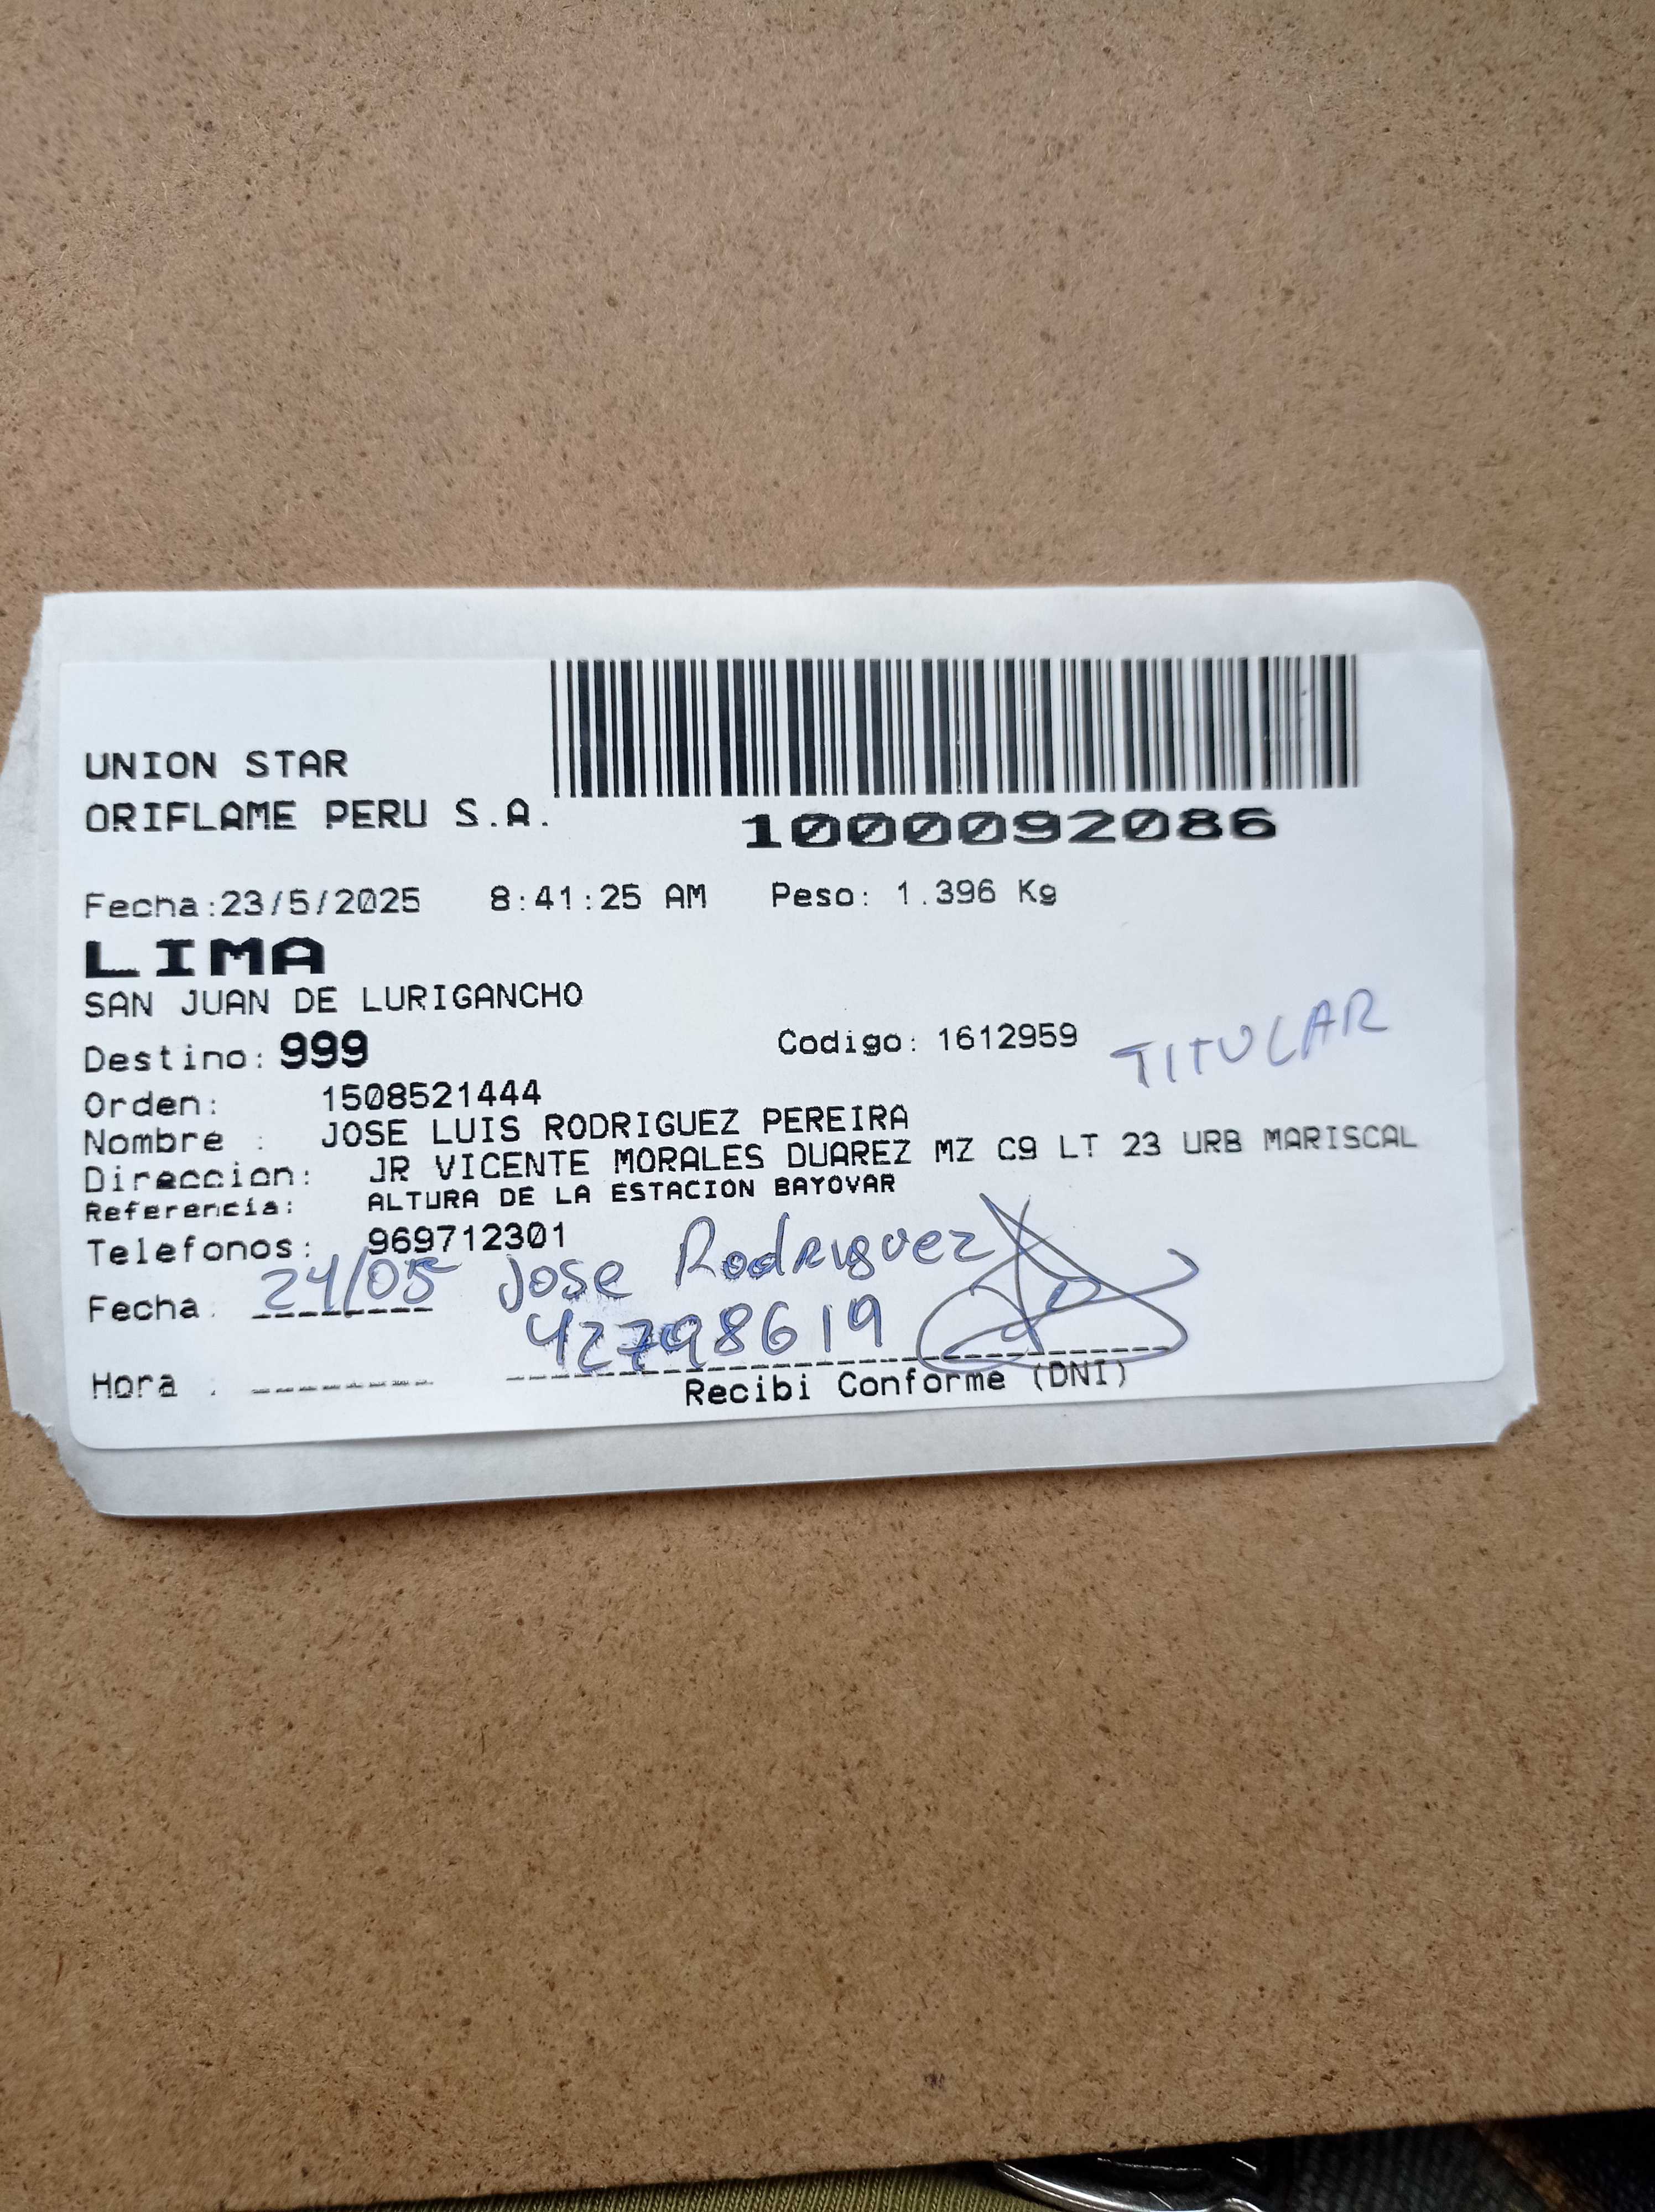 UNION STAR
ORIFLAME PERU S.A.
1000092086
Fecha:23/5/2025 8:41:25 AM Peso: 1.396 Kg
LIMA
SAN JUAN DE LURIGANCHO
Destino: 999 Codigo: 1612959 TITULAR
Orden: 1508521444
Nombre : JOSE LUIS RODRIGUEZ PEREIRA
Direccion: JR VICENTE MORALES DUAREZ MZ C9 LT 23 URB MARISCAL
Referencia: ALTURA DE LA ESTACION BAYOVAR
Telefonos: 969712301
Fecha: 24/05 Jose Rodriguez
42798619
Hora : Recibi Conforme (DNI)